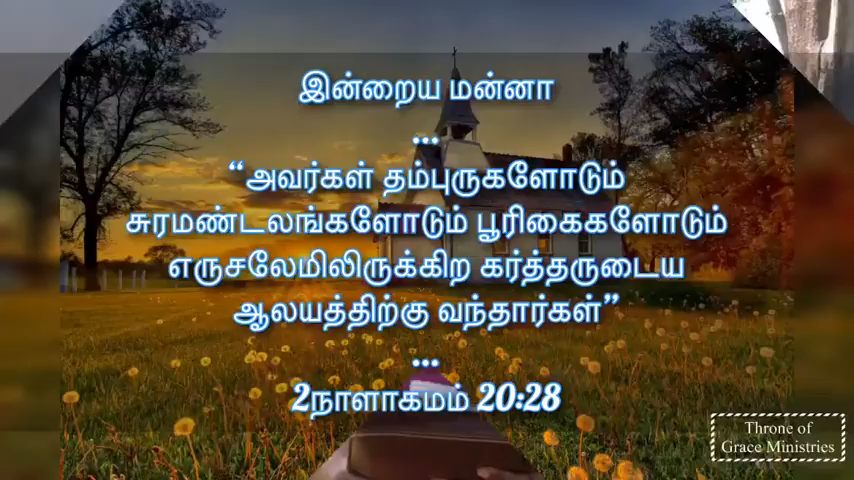 இன்றைய மன்னா
...
“அவர்கள் தம்புருகளோடும்
சுரமண்டலங்களோடும் பூரிகைகளோடும்
எருசலேமிலிருக்கிற கர்த்தருடைய
ஆலயத்திற்கு வந்தார்கள்”
...
2நாளாகமம் 20:28
Throne of
Grace Ministries